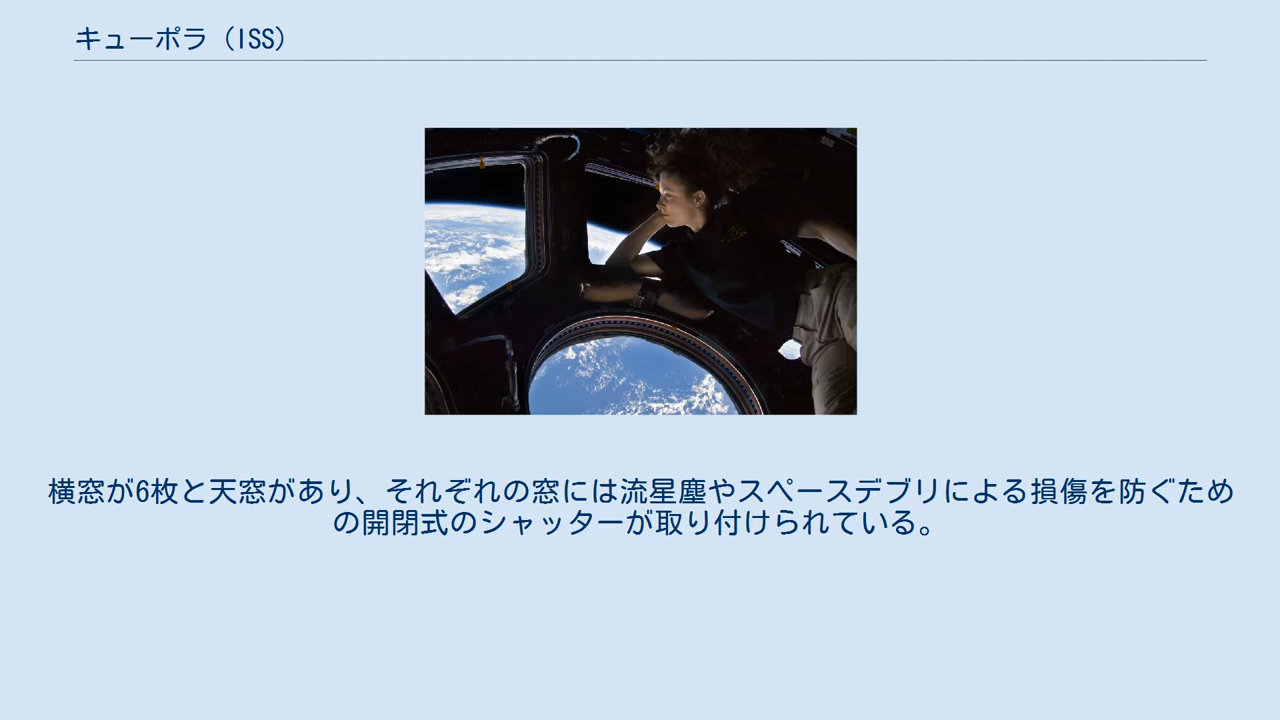 キューポラ（ISS）
横窓が6枚と天窓があり、それぞれの窓には流星塵やスペースデブリによる損傷を防ぐため
の開閉式のシャッターが取り付けられている。